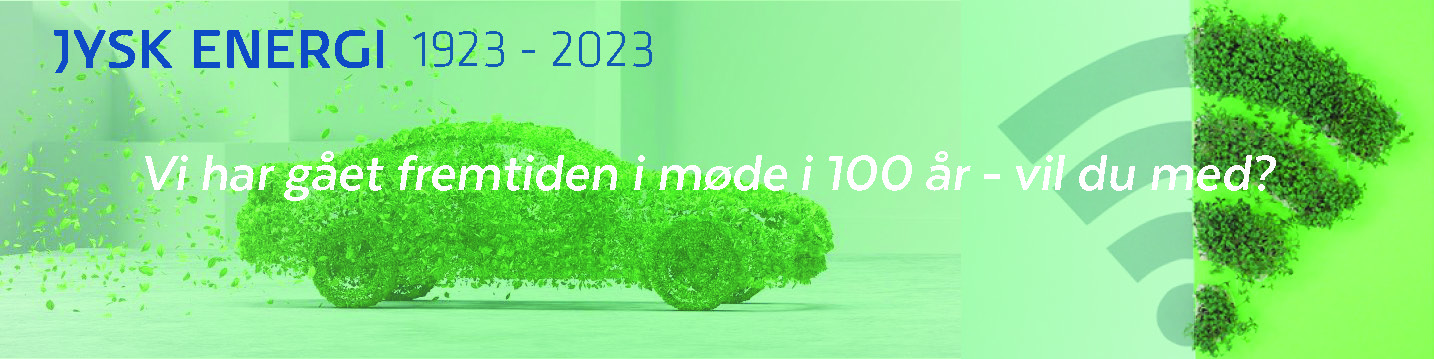 JYSK ENERGI 1923 - 2023
Vi har gået fremtiden i møde i 100 år - vil du med?